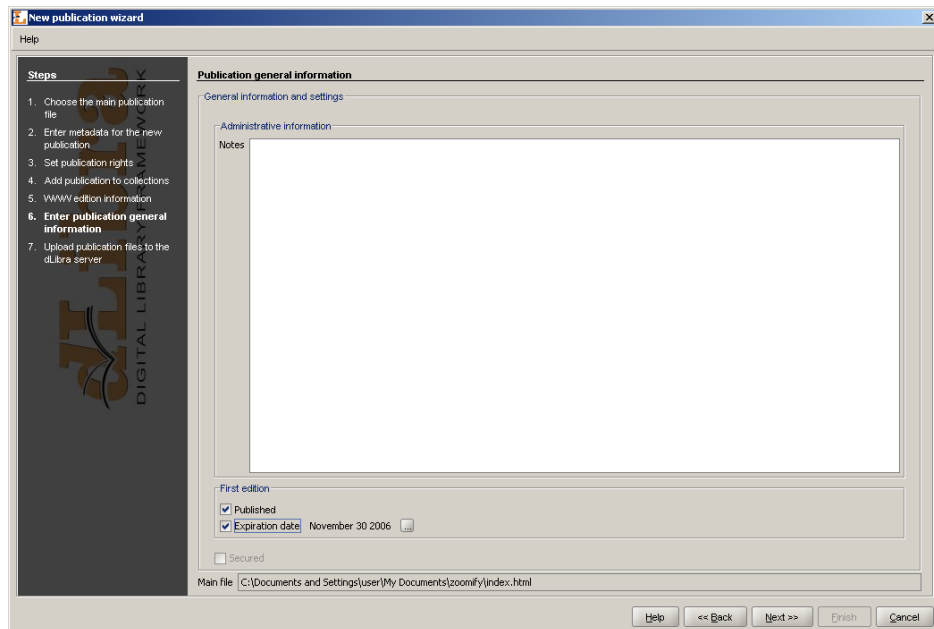 New publication wizard
Help
Steps
1. Choose the main publication
file
2. Enter metadata for the new
publication
3. Set publication rights
4. Add publication to collections
5. WWW edition information
6. Enter publication general
information
7. Upload publication files to the
dLibra server
dLibra
DIGITAL LIBRARY FRAMEWORK
Publication general information
General information and settings
Administrative information
Notes
First edition
Published
Expiration date November 30 2006 ...
Secured
Main file C:\Documents and Settings\user\My Documents\zoomify\index.html
Help << Back Next >> Finish Cancel